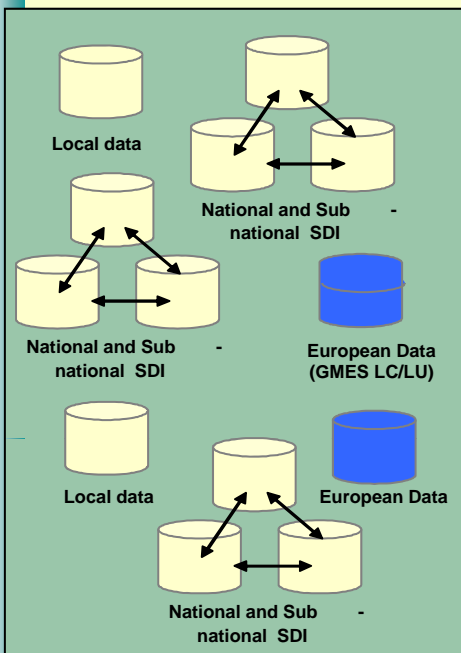 Local data
National and Sub -
national SDI
National and Sub -
national SDI
European Data
(GMES LC/LU)
Local data
European Data
National and Sub -
national SDI